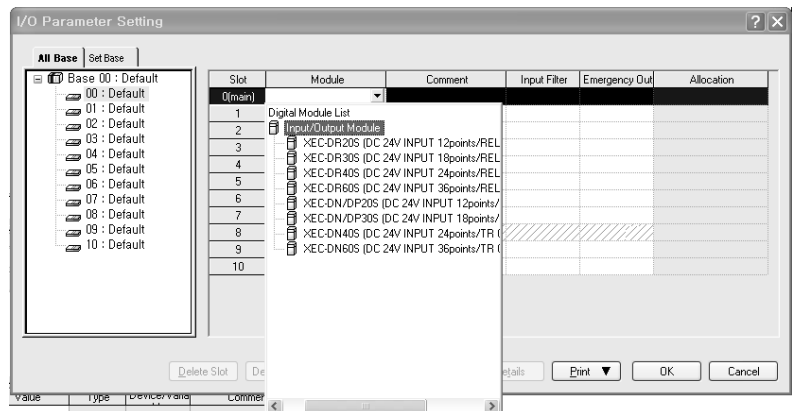 I/O Parameter Setting
All Base Set Base
Base 00 : Default
00 : Default
01 : Default
02 : Default
03 : Default
04 : Default
05 : Default
06 : Default
07 : Default
08 : Default
09 : Default
10 : Default
Slot Module Comment Input Filter Emergency Out Allocation
0(main)
1
2
3
4
5
6
7
8
9
10
Digital Module List
Input/Output Module
XEC-DR20S (DC 24V INPUT 12points/REL
XEC-DR30S (DC 24V INPUT 18points/REL
XEC-DR40S (DC 24V INPUT 24points/REL
XEC-DR60S (DC 24V INPUT 36points/REL
XEC-DN/DP20S (DC 24V INPUT 12points/
XEC-DN/DP30S (DC 24V INPUT 18points/
XEC-DN40S (DC 24V INPUT 24points/TR (
XEC-DN60S (DC 24V INPUT 36points/TR (
Delete Slot De etails Print ▼ OK Cancel
Value Type Device/Varia Commer